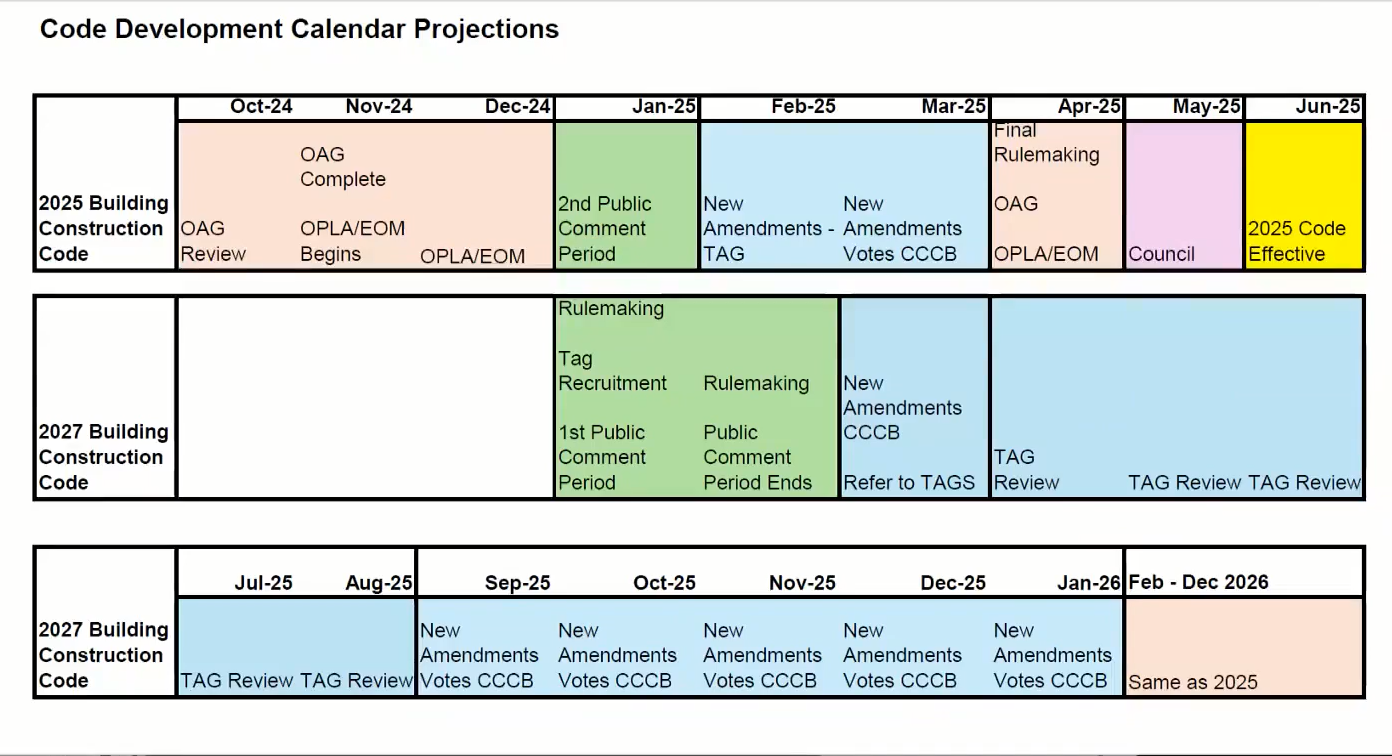 Code Development Calendar Projections
Oct-24 Nov-24 Dec-24 Jan-25 Feb-25 Mar-25 Apr-25 May-25 Jun-25
2025 Building
Construction
Code
OAG
Review
OAG
Complete
OPLA/EOM
Begins
OPLA/EOM
2nd Public
Comment
Period
New
Amendments -
TAG
New
Amendments
Votes CCCB
Final
Rulemaking
OAG
OPLA/EOM
Council
2025 Code
Effective
2027 Building
Construction
Code
Rulemaking
Tag
Recruitment
1st Public
Comment
Period
Rulemaking
Public
Comment
Period Ends
New
Amendments
CCCB
Refer to TAGS
TAG
Review
TAG Review
TAG Review
Jul-25 Aug-25 Sep-25 Oct-25 Nov-25 Dec-25 Jan-26 Feb - Dec 2026
2027 Building
Construction
Code
TAG Review
TAG Review
New
Amendments
Votes CCCB
New
Amendments
Votes CCCB
New
Amendments
Votes CCCB
New
Amendments
Votes CCCB
New
Amendments
Votes CCCB
Same as 2025